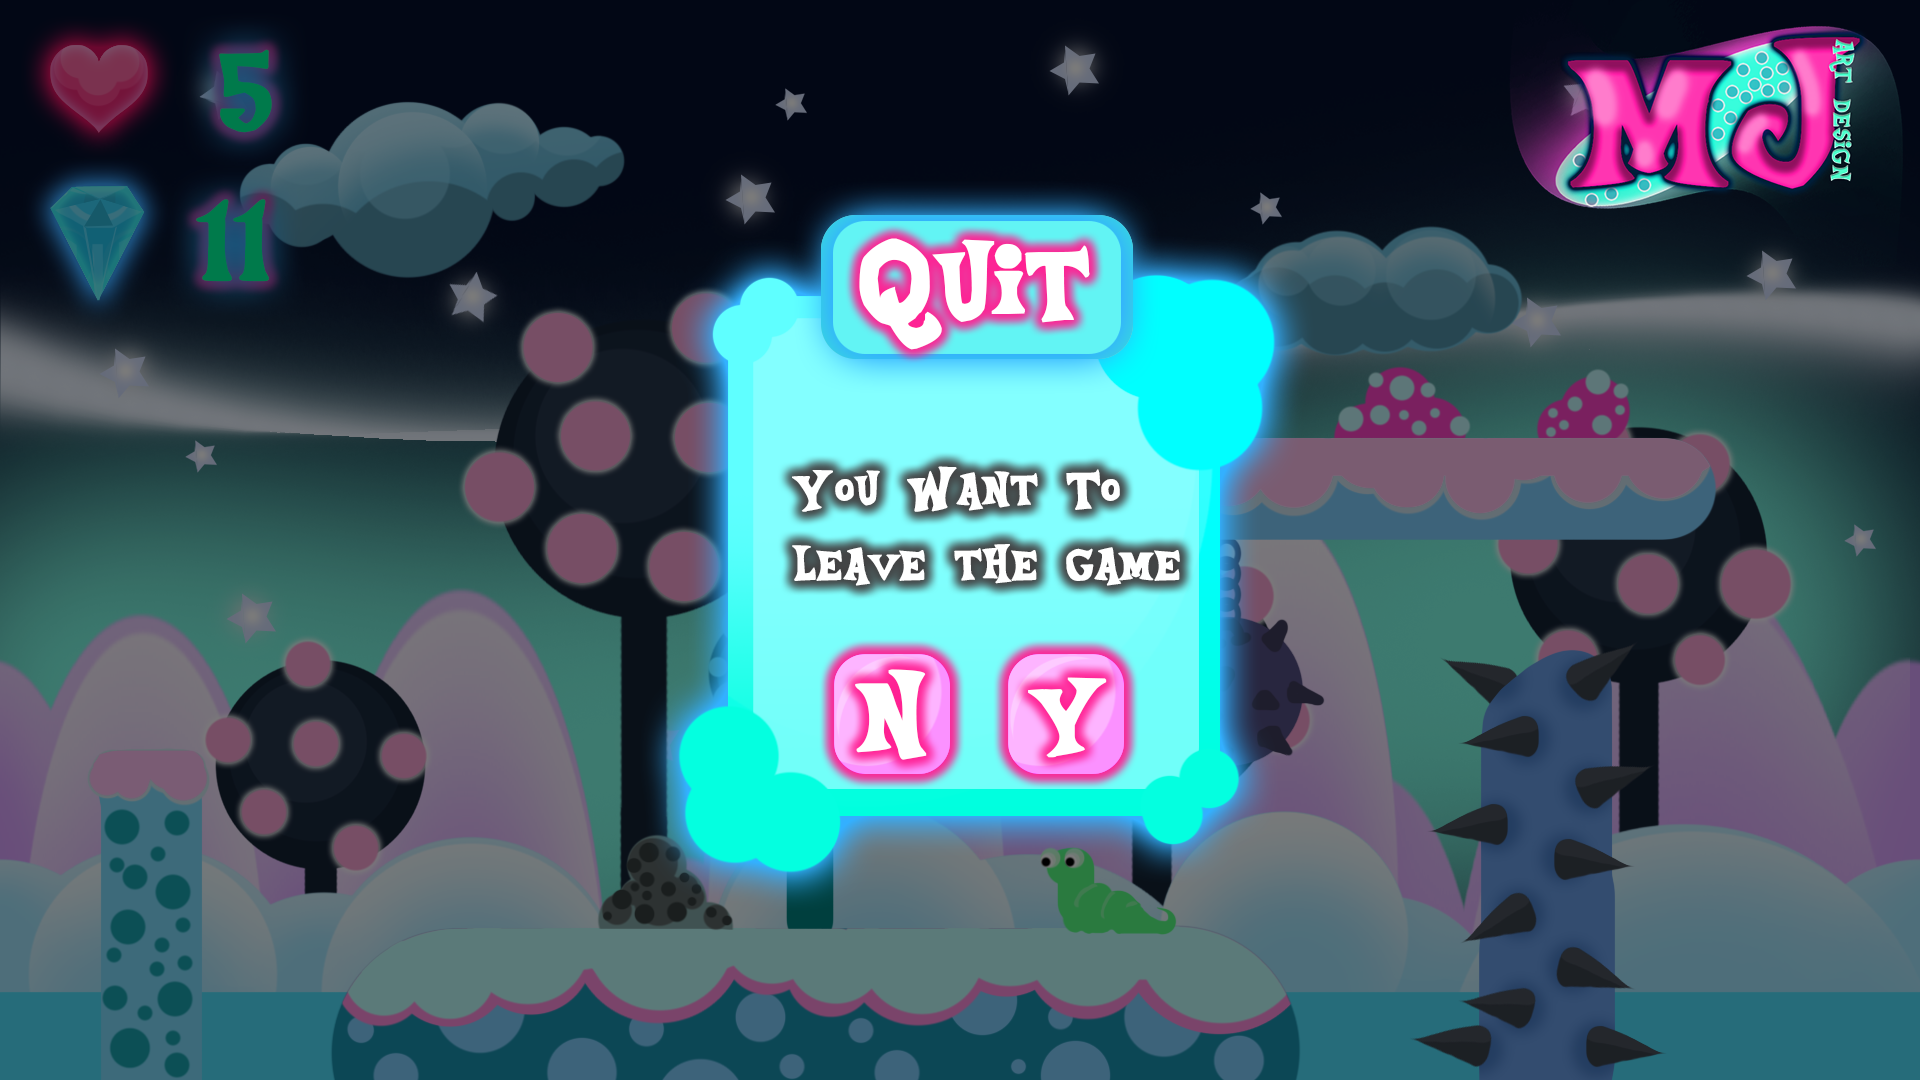 5
11
MJ
ART DESiGN
QUiT
YOU WANT TO
LEAVE THE GAME
N Y